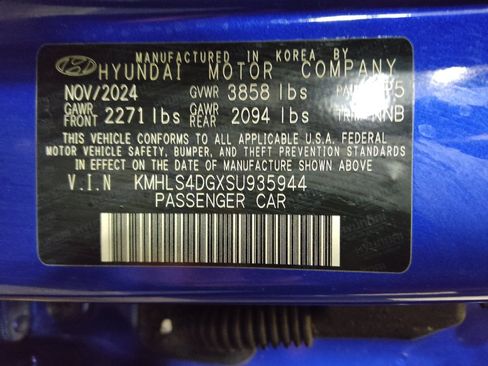 MANUFACTURED IN KOREA BY
HYUNDAI MOTOR COMPANY
NOV/2024 GVWR 3858 lbs
GAWR FRONT 2271 lbs GAWR REAR 2094 lbs
THIS VEHICLE CONFORMS TO ALL APPLICABLE U.S.A. FEDERAL
MOTOR VEHICLE SAFETY, BUMPER, AND THEFT PREVENTION STANDARDS
IN EFFECT ON THE DATE OF MANUFACTURE SHOWN ABOVE.
V.I.N KMHLS4DGXSU935944
PASSENGER CAR